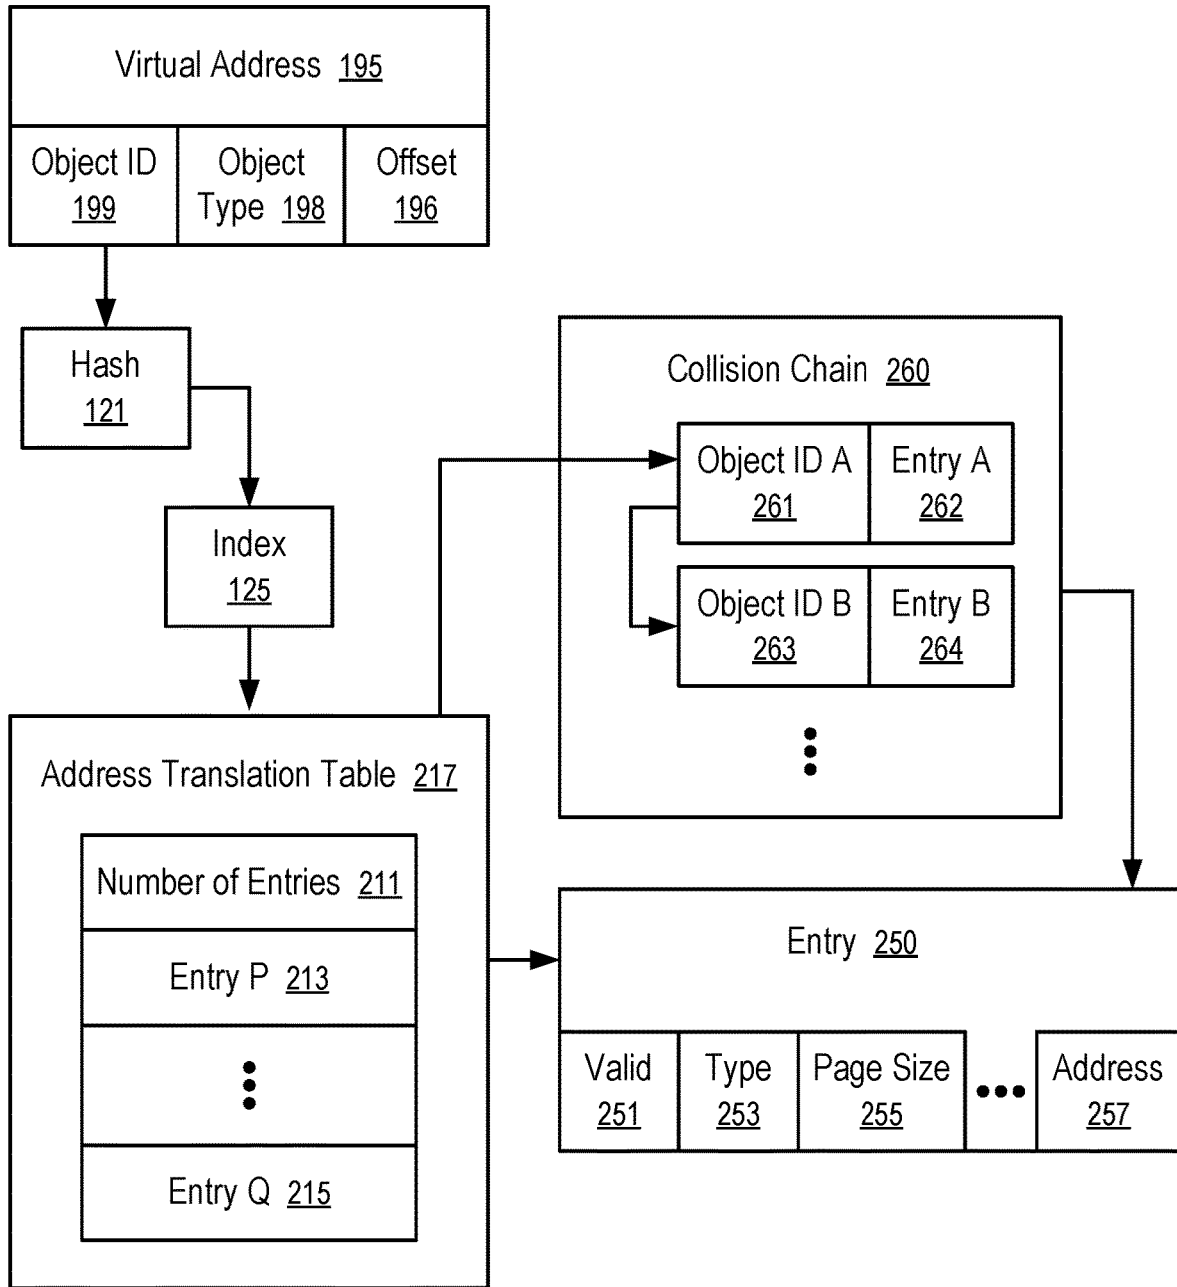 Virtual Address 195
Object ID
199
Object
Type 198
Offset
196
Hash
121
Index
125
Collision Chain 260
Object ID A
261
Entry A
262
Object ID B
263
Entry B
264
Address Translation Table 217
Number of Entries 211
Entry P 213
Entry Q 215
Entry 250
Valid
251
Type
253
Page Size
255
Address
257